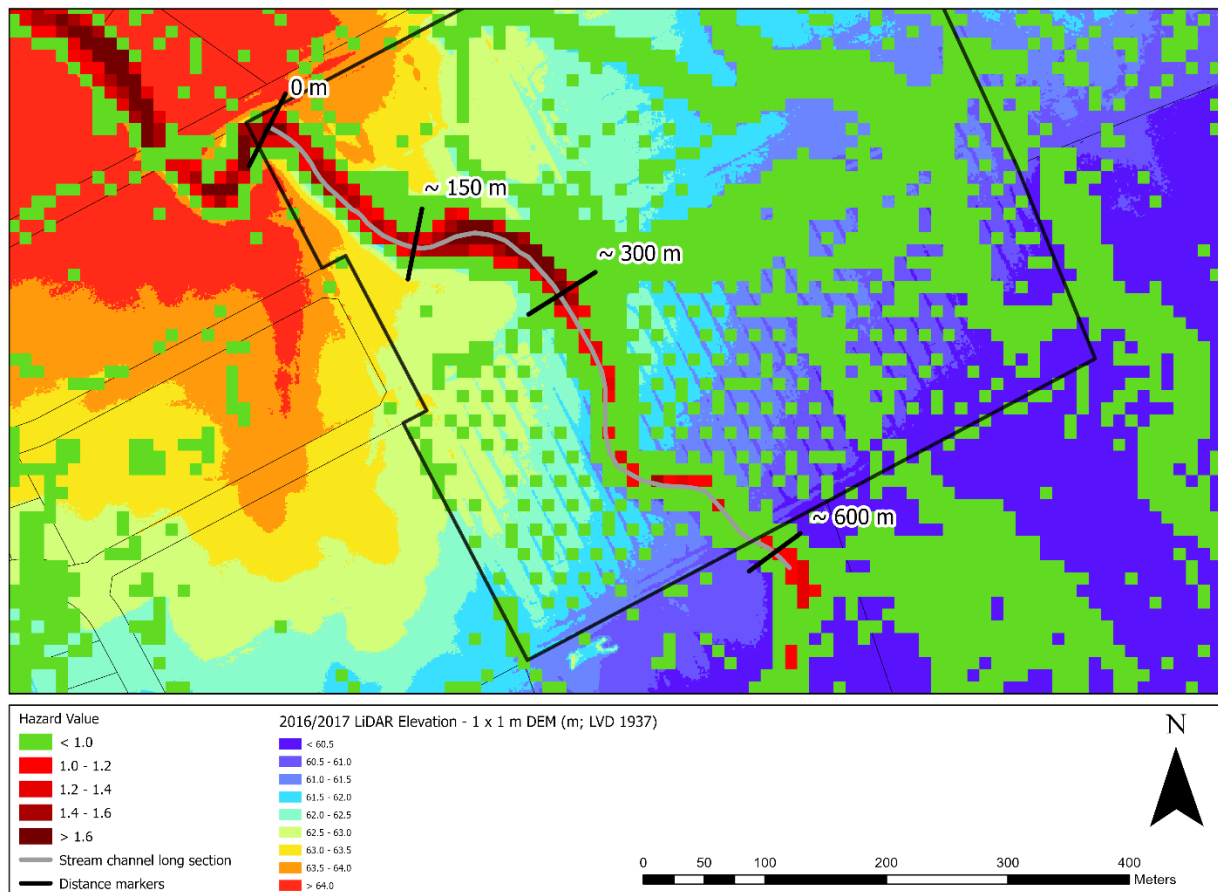 0 m
~ 150 m
~ 300 m
~ 600 m
Hazard Value
< 1.0
1.0 - 1.2
1.2 - 1.4
1.4 - 1.6
> 1.6
Stream channel long section
Distance markers
2016/2017 LiDAR Elevation - 1 x 1 m DEM (m; LVD 1937)
< 60.5
60.5 - 61.0
61.0 - 61.5
61.5 - 62.0
62.0 - 62.5
62.5 - 63.0
63.0 - 63.5
63.5 - 64.0
> 64.0
N
0 50 100 200 300 400
Meters